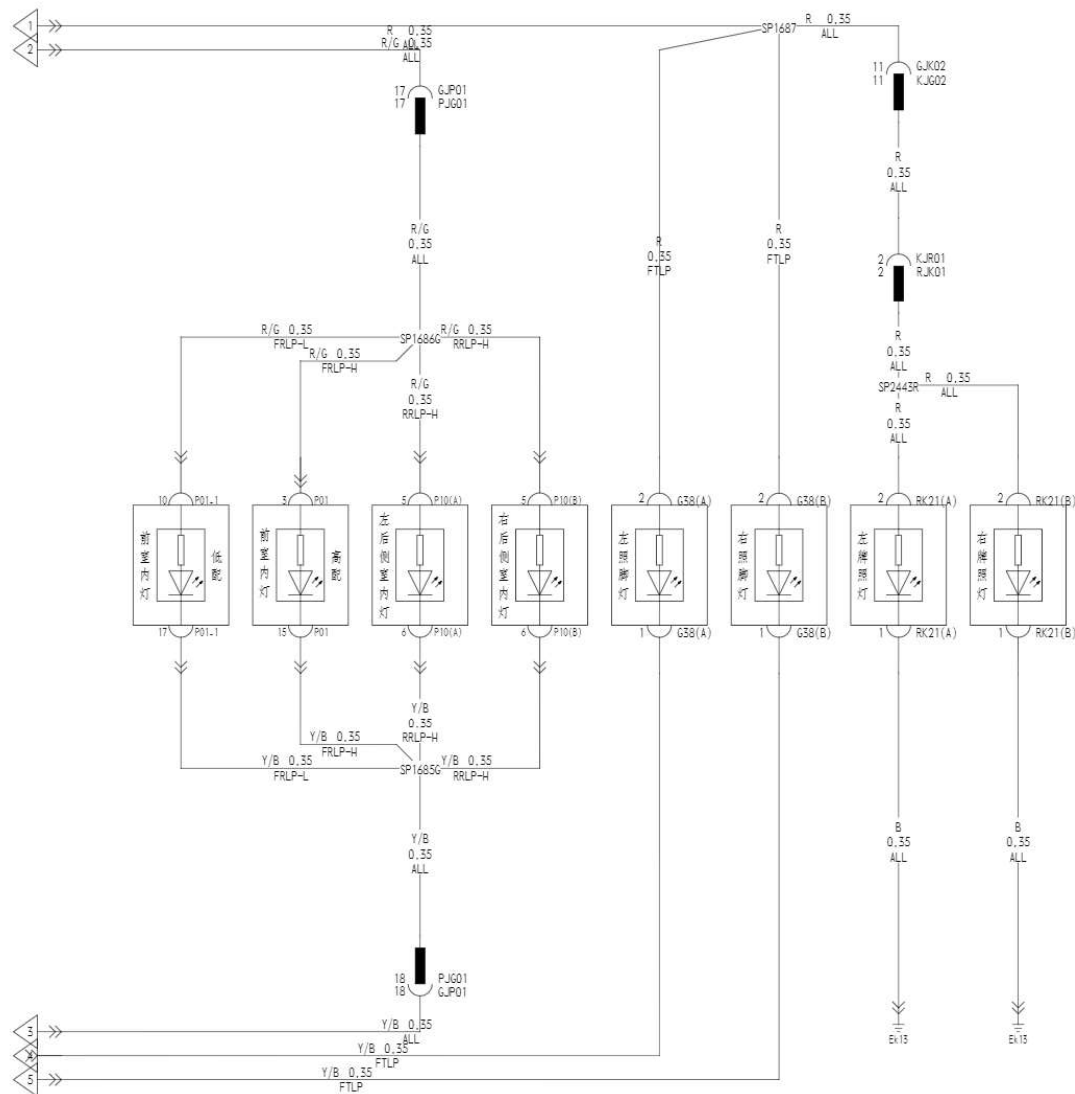 1
R 0.35
ALL
SP1687
R 0.35
ALL
2
R/G 0.35
ALL
17 GJP01
17 PJG01
11 GJK02
11 KJG02
R
0.35
ALL
R/G
0.35
ALL
R
0.35
FTLP
R
0.35
FTLP
2 KJR01
2 RJK01
R/G 0.35
FRLP-L
SP1686G
R/G 0.35
RRLP-H
R/G 0.35
FRLP-H
R/G
0.35
RRLP-H
R
0.35
ALL
SP2443R
R 0.35
ALL
R
0.35
ALL
10 P01-1
3 P01
5 P10(A)
5 P10(B)
2 G38(A)
2 G38(B)
2 RK21(A)
2 RK21(B)
前室内灯
低配
前室内灯
高配
左后侧室内灯
右后侧室内灯
左照脚灯
右照脚灯
左牌照灯
右牌照灯
17 P01-1
15 P01
6 P10(A)
6 P10(B)
1 G38(A)
1 G38(B)
1 RK21(A)
1 RK21(B)
Y/B
0.35
RRLP-H
Y/B 0.35
FRLP-H
Y/B 0.35
FRLP-L
SP1685G
Y/B 0.35
RRLP-H
Y/B
0.35
ALL
B
0.35
ALL
B
0.35
ALL
18 PJG01
18 GJP01
3
Y/B 0.35
ALL
Ek13
Ek13
4
Y/B 0.35
FTLP
5
Y/B 0.35
FTLP